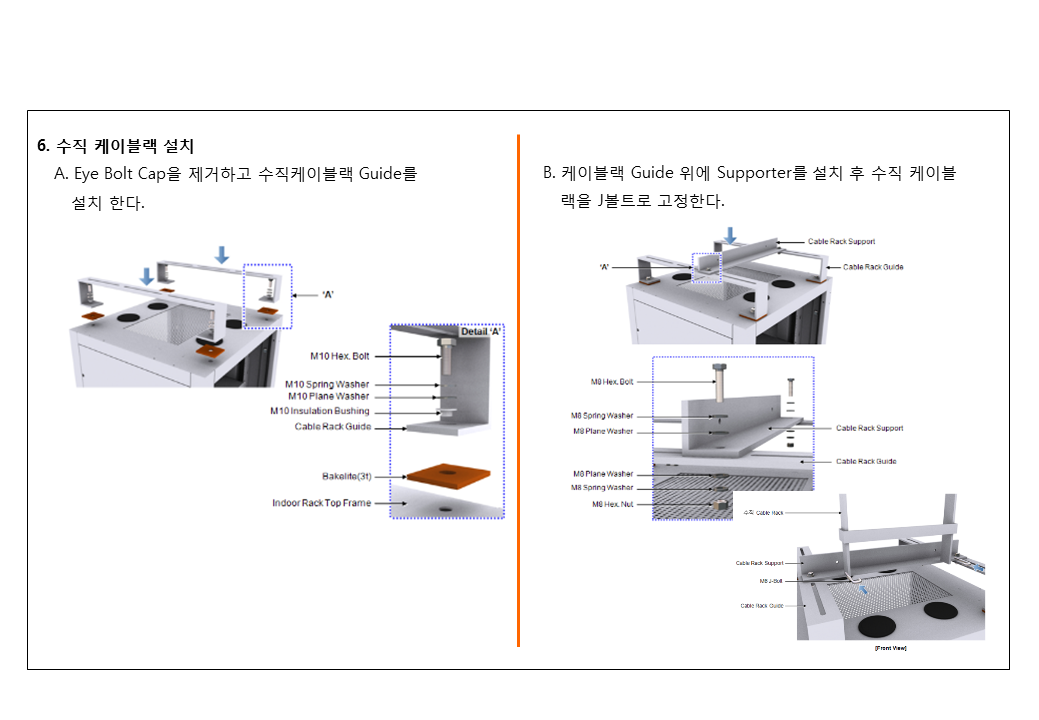 6. 수직 케이블랙 설치
A. Eye Bolt Cap을 제거하고 수직케이블랙 Guide를
설치 한다.
'A'
Detail 'A'
M10 Hex. Bolt
M10 Spring Washer
M10 Plane Washer
M10 Insulation Bushing
Cable Rack Guide
Bakelite(3t)
Indoor Rack Top Frame
B. 케이블랙 Guide 위에 Supporter를 설치 후 수직 케이블
랙을 J볼트로 고정한다.
Cable Rack Support
'A'
Cable Rack Guide
M8 Hex. Bolt
M8 Spring Washer
M8 Plane Washer
Cable Rack Support
Cable Rack Guide
M8 Plane Washer
M8 Spring Washer
M8 Hex. Nut
수직 Cable Rack
Cable Rack Support
M8 J-Bolt
Cable Rack Guide
[Front View]